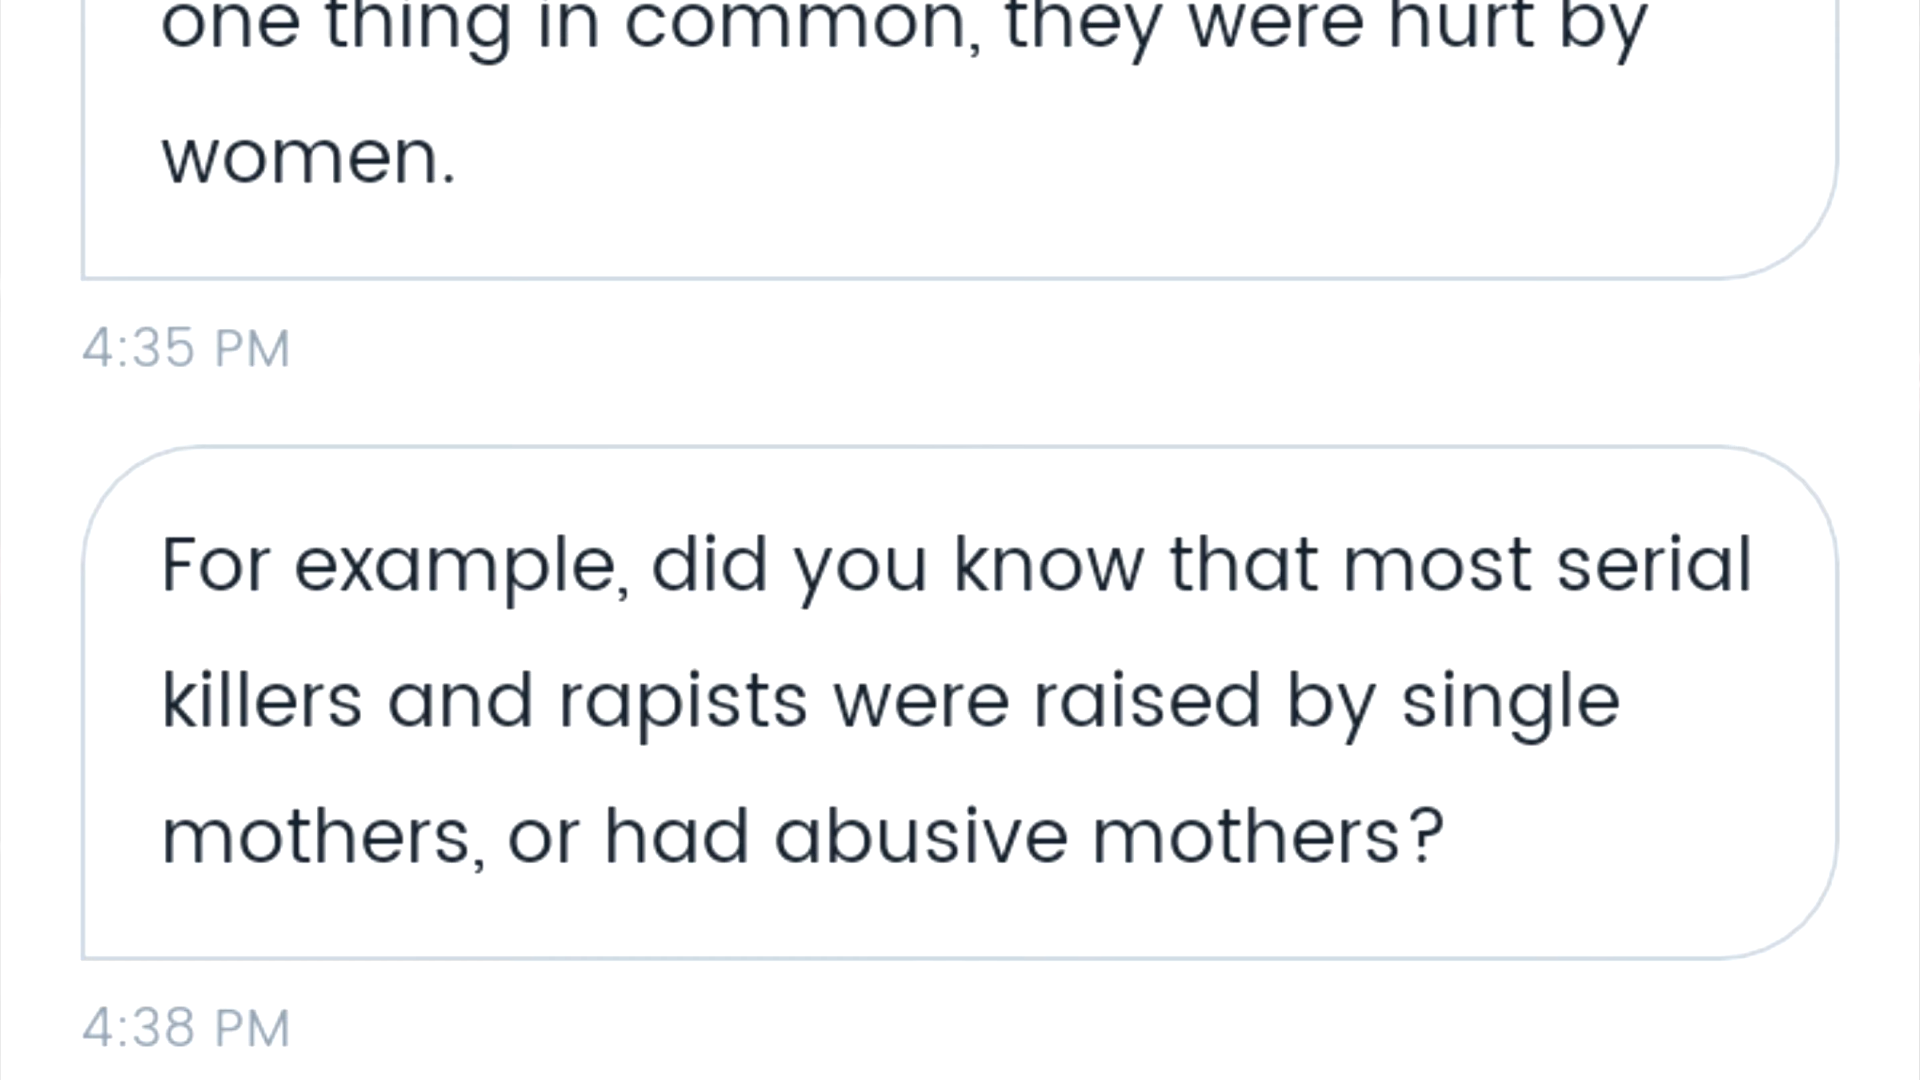 one thing in common, they were hurt by
women.
4:35 PM
For example, did you know that most serial
killers and rapists were raised by single
mothers, or had abusive mothers?
4:38 PM